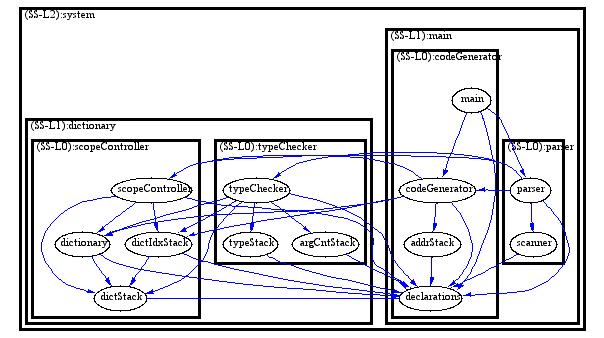 (SS-L2):system
(SS-L1):main
(SS-L0):codeGenerator
main
(SS-L1):dictionary
(SS-L0):scopeController
(SS-L0):typeChecker
(SS-L0):parser
scopeController
typeChecker
codeGenerator
parser
dictionary
dictIdxStack
typeStack
argCntStack
addrStack
scanner
dictStack
declarations